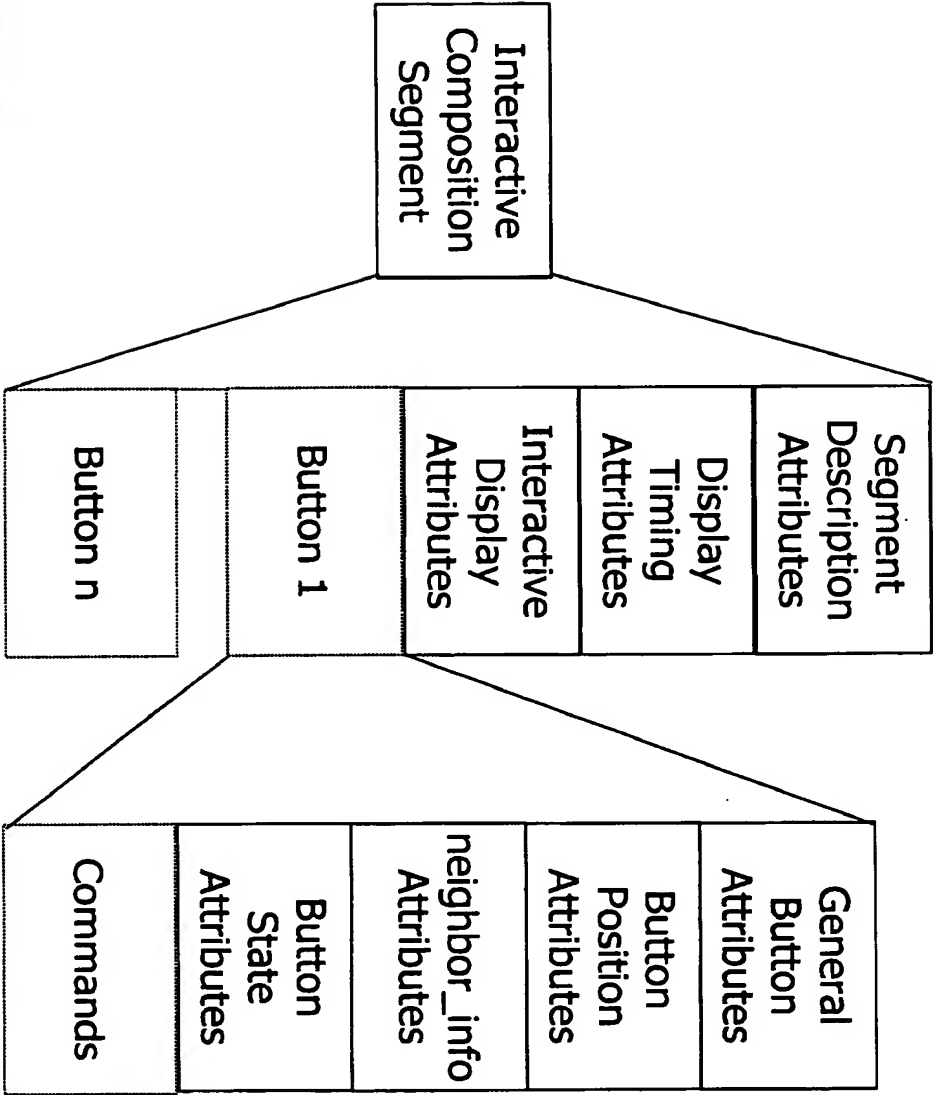 Interactive
Composition
Segment
Segment
Description
Attributes
Display
Timing
Attributes
Interactive
Display
Attributes
Button 1
Button n
General
Button
Attributes
Button
Position
Attributes
neighbor_info
Attributes
Button
State
Attributes
Commands